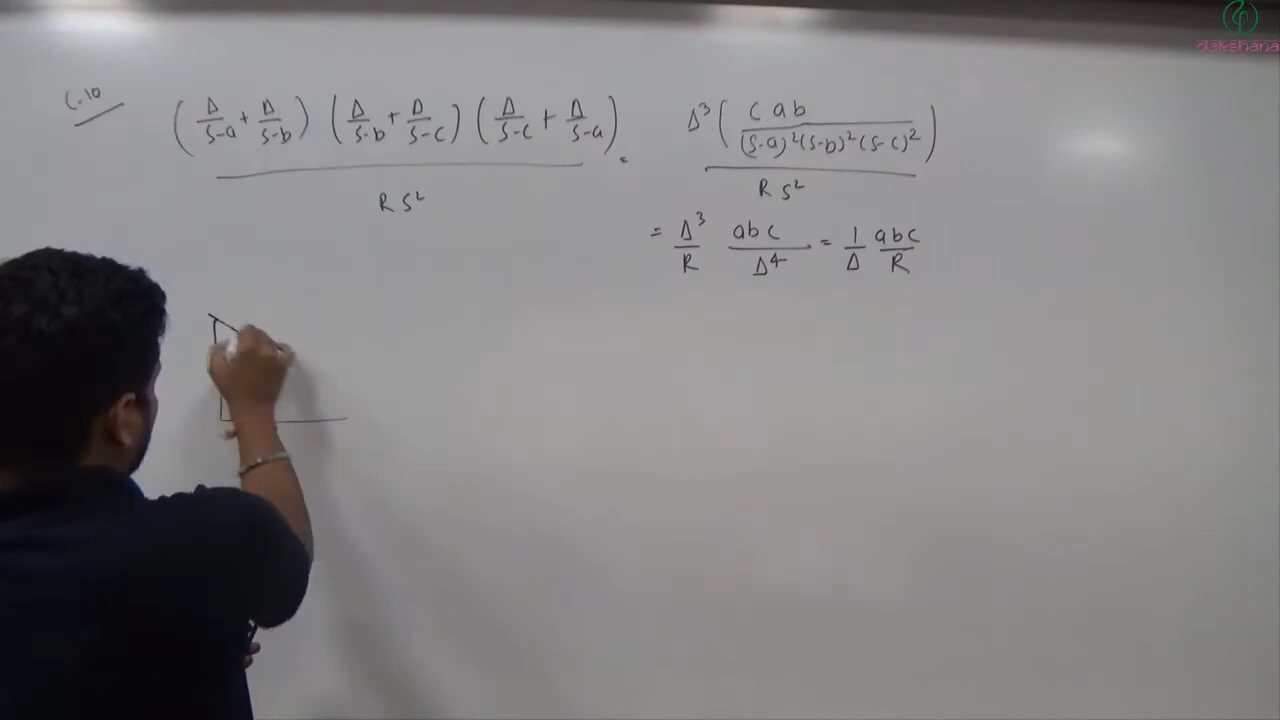 dakshana
C.10
(Δ/(s-a) + Δ/(s-b)) (Δ/(s-b) + Δ/(s-c)) (Δ/(s-c) + Δ/(s-a)) / R s² = Δ³ (c a b / (s-a)²(s-b)²(s-c)²) / R s²
= Δ³/R abc/Δ⁴ = 1/Δ abc/R